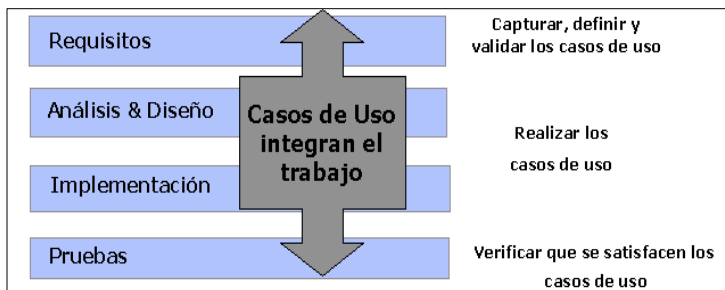 Requisitos
Capturar, definir y
validar los casos de uso
Análisis & Diseño
Casos de Uso
integran el
trabajo
Realizar los
casos de uso
Implementación
Pruebas
Verificar que se satisfacen los
casos de uso